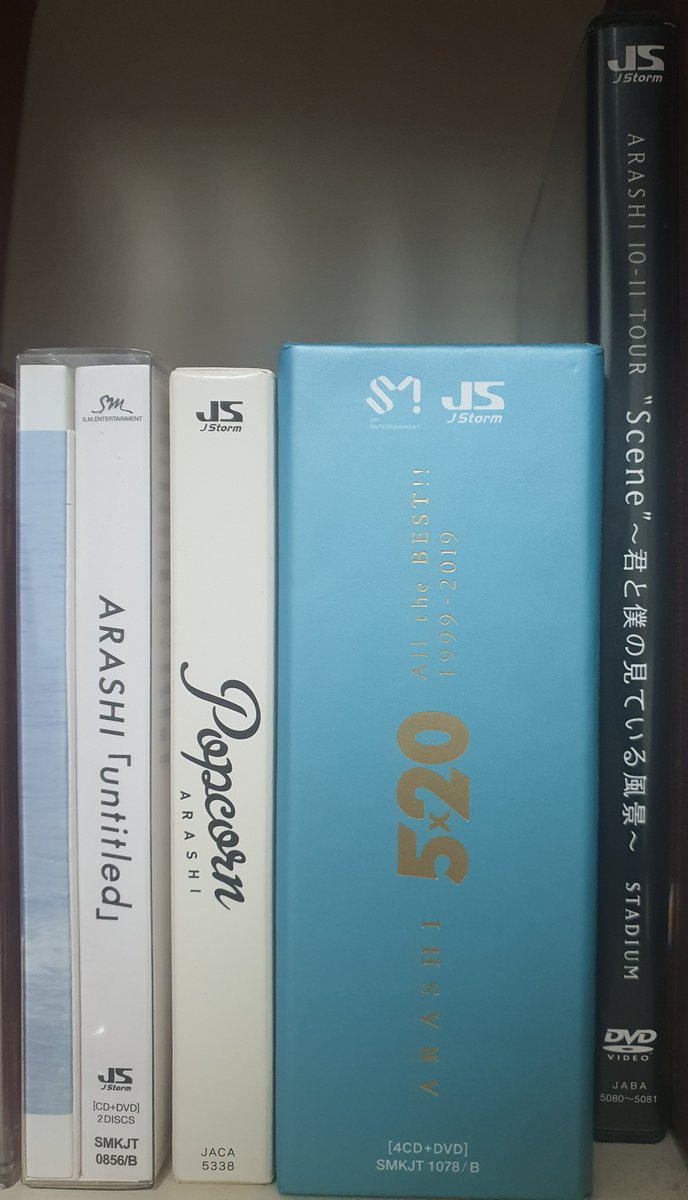 Sm
S.M.ENTERTAINMENT
ARASHI「untitled」
JS
J Storm
[CD+DVD]
2DISCS
SMKJT
0856/B
JS
J Storm
Popcorn
ARASHI
JACA
5338
SM!
SM
ENTERTAINMENT
JS
J Storm
ARASHI 5×20 All the BEST!!
1999-2019
[4CD+DVD]
SMKJT 1078/B
JS
J Storm
ARASHI 10-11 TOUR "Scene"～君と僕の見ている風景～ STADIUM
DVD
VIDEO
JABA
5080～5081